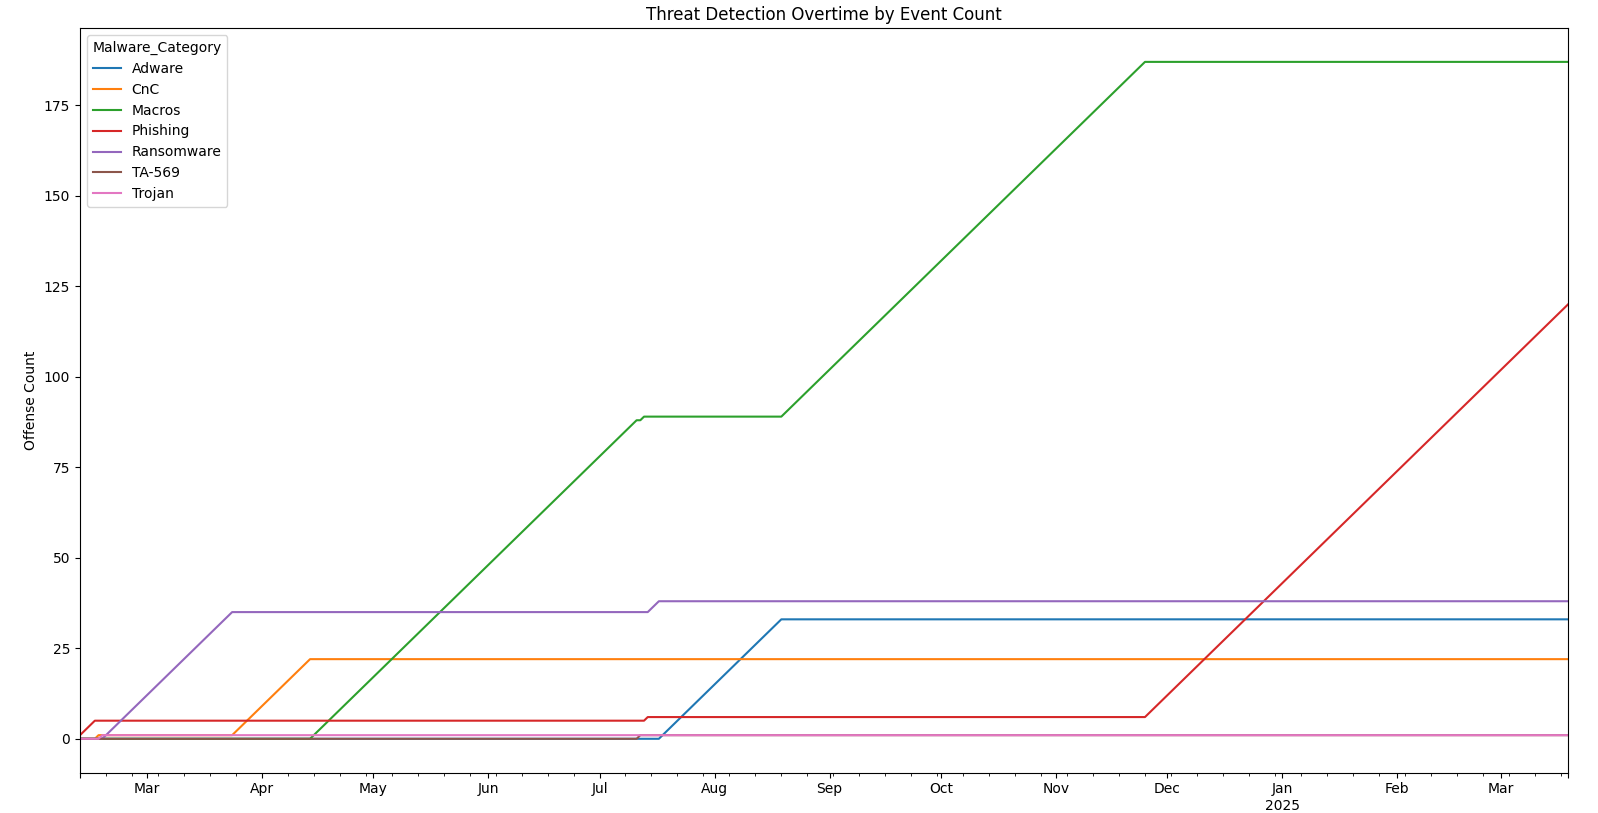 Threat Detection Overtime by Event Count
Malware_Category
Adware
CnC
Macros
Phishing
Ransomware
TA-569
Trojan
Offense Count
175
150
125
100
75
50
25
0
Mar Apr May Jun Jul Aug Sep Oct Nov Dec Jan Feb Mar
2025